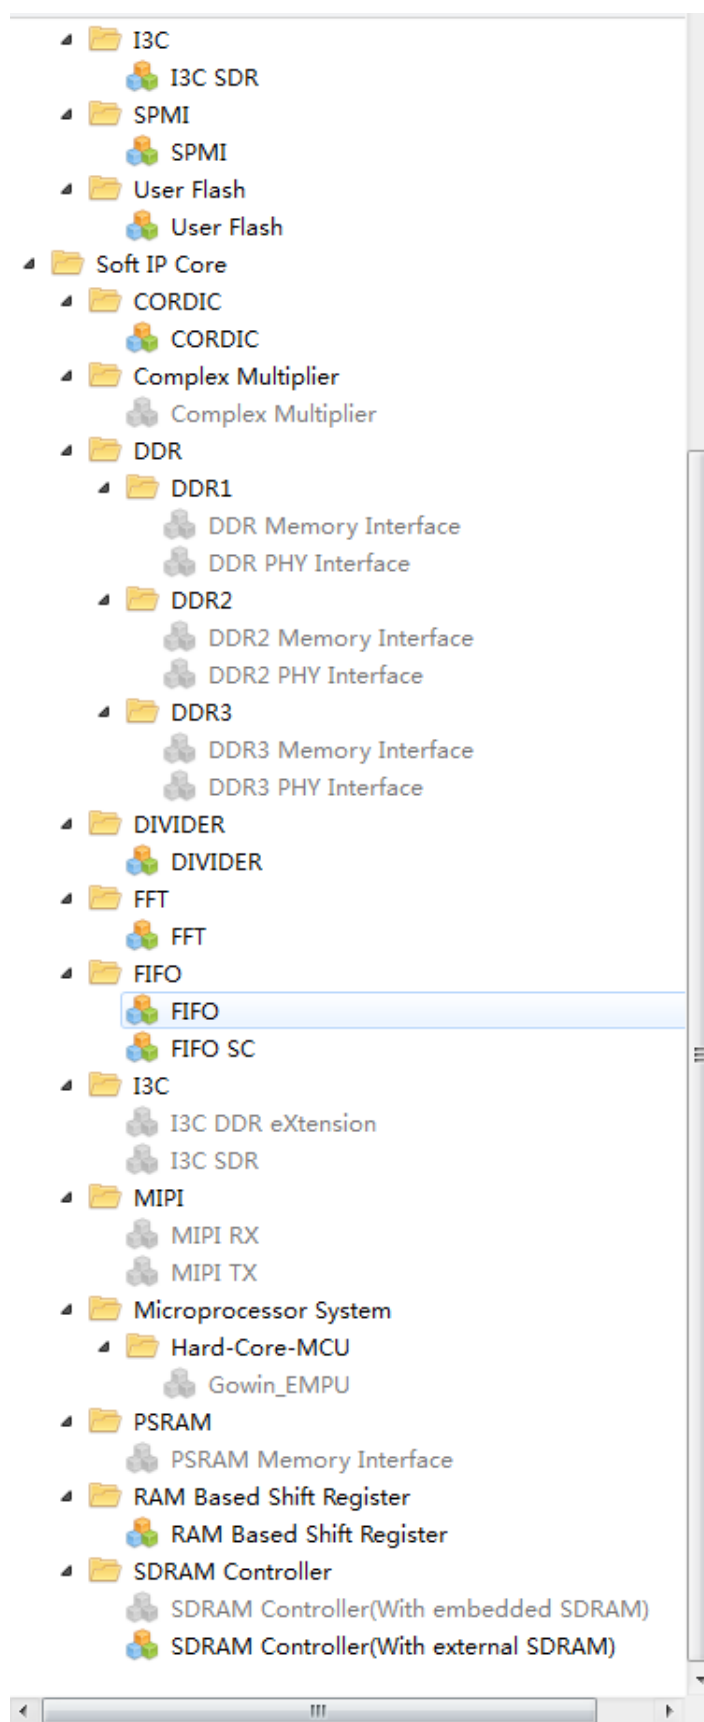 I3C
I3C SDR
SPMI
SPMI
User Flash
User Flash
Soft IP Core
CORDIC
CORDIC
Complex Multiplier
Complex Multiplier
DDR
DDR1
DDR Memory Interface
DDR PHY Interface
DDR2
DDR2 Memory Interface
DDR2 PHY Interface
DDR3
DDR3 Memory Interface
DDR3 PHY Interface
DIVIDER
DIVIDER
FFT
FFT
FIFO
FIFO
FIFO SC
I3C
I3C DDR eXtension
I3C SDR
MIPI
MIPI RX
MIPI TX
Microprocessor System
Hard-Core-MCU
Gowin_EMPU
PSRAM
PSRAM Memory Interface
RAM Based Shift Register
RAM Based Shift Register
SDRAM Controller
SDRAM Controller(With embedded SDRAM)
SDRAM Controller(With external SDRAM)